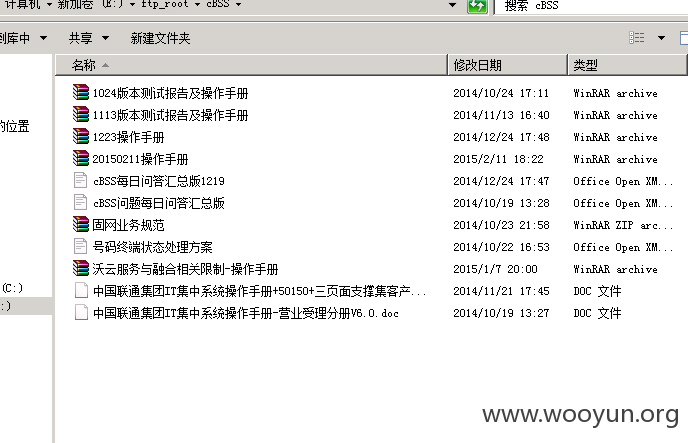 计算机 ▸ 新加卷 (E:) ▸ ftp_root ▸ cBSS ▸ 搜索 cBSS
到库中 共享 新建文件夹
名称 修改日期 类型
1024版本测试报告及操作手册 2014/10/24 17:11 WinRAR archive
1113版本测试报告及操作手册 2014/11/13 16:40 WinRAR archive
的位置
1223操作手册 2014/12/24 17:48 WinRAR archive
20150211操作手册 2015/2/11 18:22 WinRAR archive
cBSS每日问答汇总版1219 2014/12/24 17:47 Office Open XM...
cBSS问题每日问答汇总版 2014/10/19 13:28 Office Open XM...
固网业务规范 2014/10/23 21:58 WinRAR ZIP arc...
号码终端状态处理方案 2014/10/22 16:53 Office Open XM...
沃云服务与融合相关限制-操作手册 2015/1/7 20:00 WinRAR archive
(C:)
中国联通集团IT集中系统操作手册+50150+三页面支撑集客产... 2014/11/21 17:45 DOC 文件
:)
中国联通集团IT集中系统操作手册-营业受理分册V6.0.doc 2014/10/19 13:27 DOC 文件
www.wooyun.org